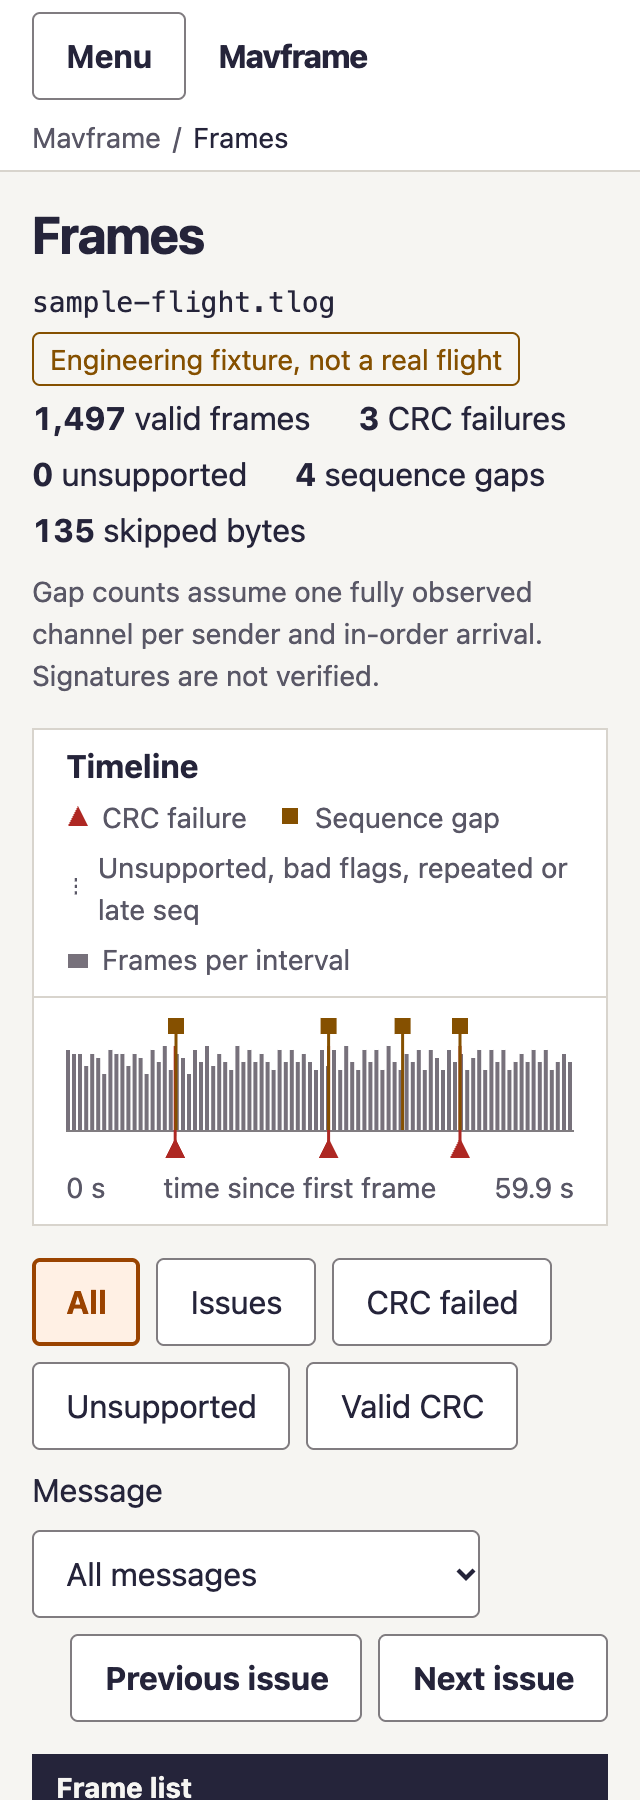 Menu Mavframe
Mavframe / Frames
Frames
sample-flight.tlog
Engineering fixture, not a real flight
1,497 valid frames 3 CRC failures
0 unsupported 4 sequence gaps
135 skipped bytes
Gap counts assume one fully observed
channel per sender and in-order arrival.
Signatures are not verified.
Timeline
CRC failure Sequence gap
Unsupported, bad flags, repeated or
late seq
Frames per interval
0 s time since first frame 59.9 s
All Issues CRC failed
Unsupported Valid CRC
Message
All messages
Previous issue Next issue
Frame list